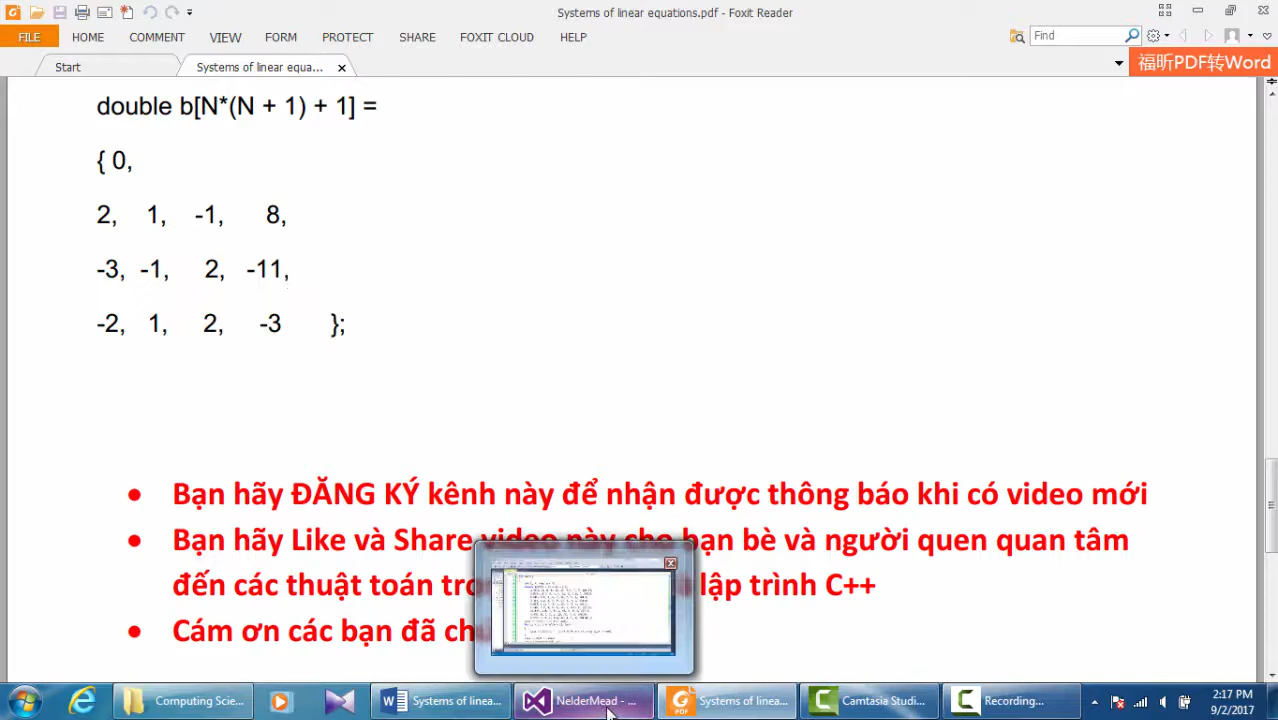 Systems of linear equations.pdf - Foxit Reader
FILE HOME COMMENT VIEW FORM PROTECT SHARE FOXIT CLOUD HELP Find
Start Systems of linear equa... 福昕PDF转Word
double b[N*(N + 1) + 1] =
{ 0,
2, 1, -1, 8,
-3, -1, 2, -11,
-2, 1, 2, -3 };
• Bạn hãy ĐĂNG KÝ kênh này để nhận được thông báo khi có video mới
• Bạn hãy Like và Share video này cho bạn bè và người quen quan tâm
đến các thuật toán tro lập trình C++
• Cám ơn các bạn đã ch
Computing Scie... Systems of linea... NelderMead - ... Systems of linea... Camtasia Studi... Recording... 2:17 PM
9/2/2017